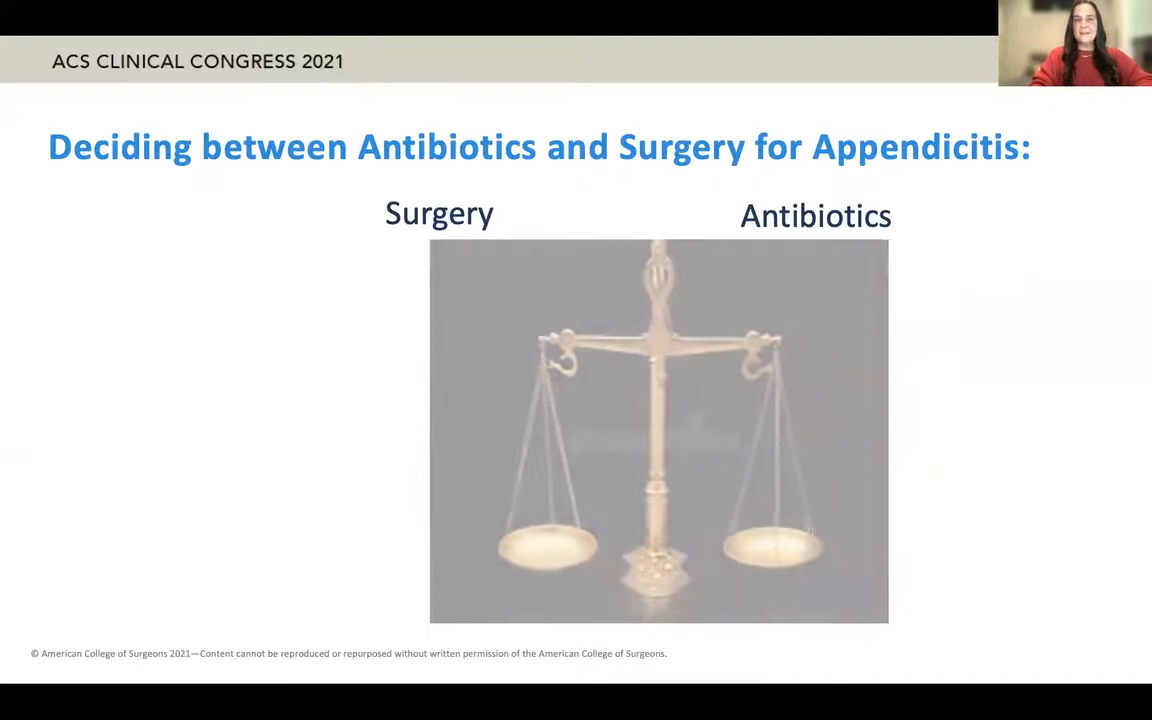 ACS CLINICAL CONGRESS 2021
Deciding between Antibiotics and Surgery for Appendicitis:
Surgery
Antibiotics
© American College of Surgeons 2021—Content cannot be reproduced or repurposed without written permission of the American College of Surgeons.